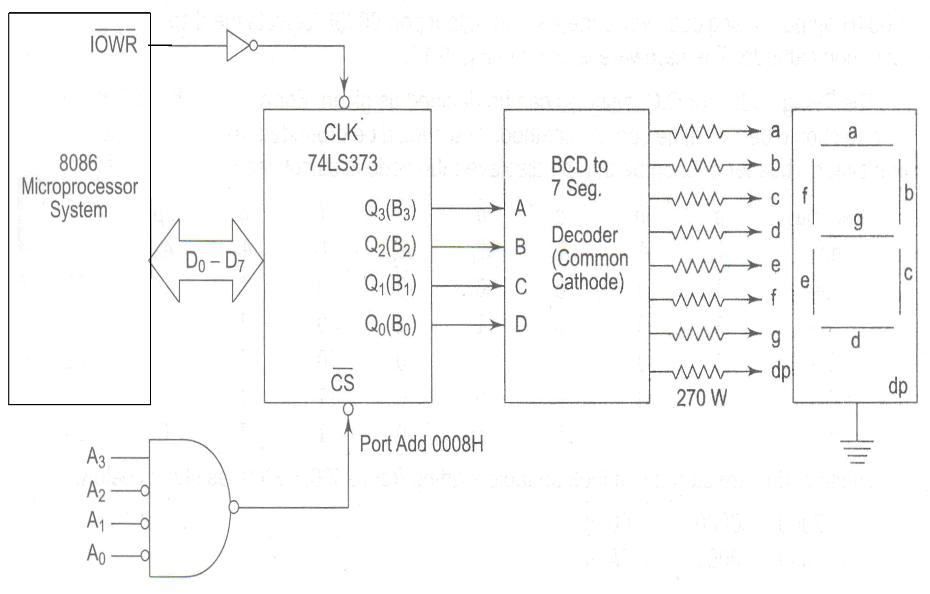 IOWR
8086
Microprocessor
System
D0 – D7
CLK
74LS373
Q3(B3)
Q2(B2)
Q1(B1)
Q0(B0)
CS
Port Add 0008H
A3
A2
A1
A0
A
B
C
D
BCD to
7 Seg.
Decoder
(Common
Cathode)
a
b
c
d
e
f
g
dp
270 W
a
f
b
g
e
c
d
dp